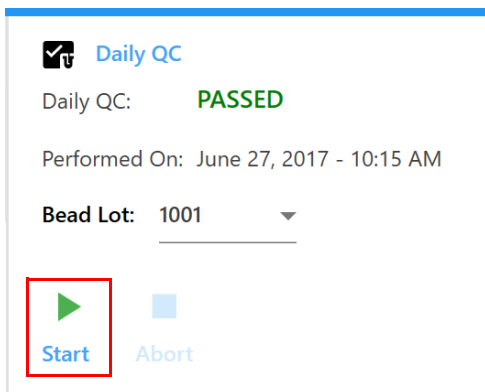 Daily QC
Daily QC: PASSED
Performed On: June 27, 2017 - 10:15 AM
Bead Lot: 1001
Start Abort